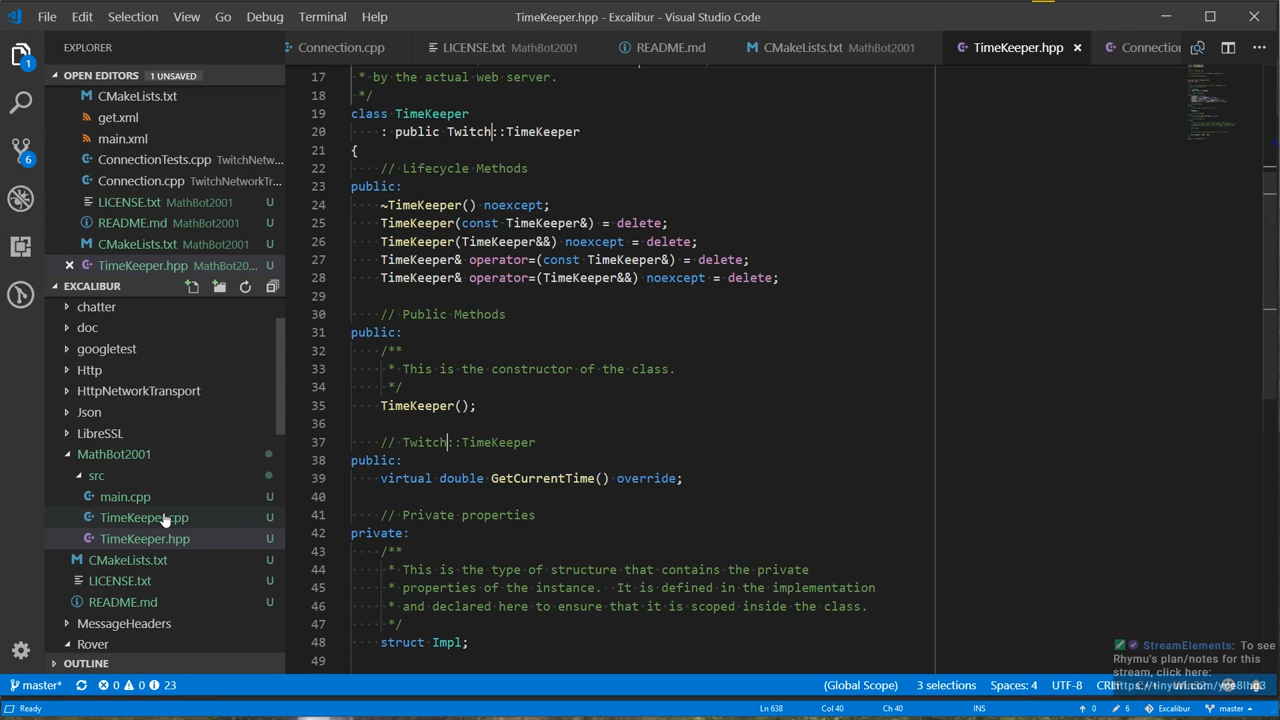 File Edit Selection View Go Debug Terminal Help TimeKeeper.hpp - Excalibur - Visual Studio Code
EXPLORER
Connection.cpp LICENSE.txt MathBot2001 README.md CMakeLists.txt MathBot2001 TimeKeeper.hpp Connection
1
OPEN EDITORS 1 UNSAVED
CMakeLists.txt
get.xml
main.cpp
ConnectionTests.cpp TwitchNetw...
Connection.cpp TwitchNetworkTr...
LICENSE.txt MathBot2001 U
README.md MathBot2001 U
CMakeLists.txt MathBot2001 U
TimeKeeper.hpp MathBot20... U
6
EXCALIBUR
chatter
doc
googletest
Http
HttpNetworkTransport
Json
LibreSSL
MathBot2001
src
main.cpp U
TimeKeeper.cpp U
TimeKeeper.hpp U
CMakeLists.txt U
LICENSE.txt U
README.md U
MessageHeaders
Rover
OUTLINE
17 * by the actual web server.
18 */
19 class TimeKeeper
20 : public Twitch::TimeKeeper
21 {
22 // Lifecycle Methods
23 public:
24 ~TimeKeeper() noexcept;
25 TimeKeeper(const TimeKeeper&) = delete;
26 TimeKeeper(TimeKeeper&&) noexcept = delete;
27 TimeKeeper& operator=(const TimeKeeper&) = delete;
28 TimeKeeper& operator=(TimeKeeper&&) noexcept = delete;
29
30 // Public Methods
31 public:
32 /**
33 * This is the constructor of the class.
34 */
35 TimeKeeper();
36
37 // Twitch::TimeKeeper
38 public:
39 virtual double GetCurrentTime() override;
40
41 // Private properties
42 private:
43 /**
44 * This is the type of structure that contains the private
45 * properties of the instance. It is defined in the implementation
46 * and declared here to ensure that it is scoped inside the class.
47 */
48 struct Impl;
49
StreamElements: To see
Rhymu's plan/notes for this
stream, click here:
master* 0 0 23 (Global Scope) 3 selections Spaces: 4 UTF-8
Ready Ln 638 Col 40 Ch 40 INS 0 6 Excalibur master